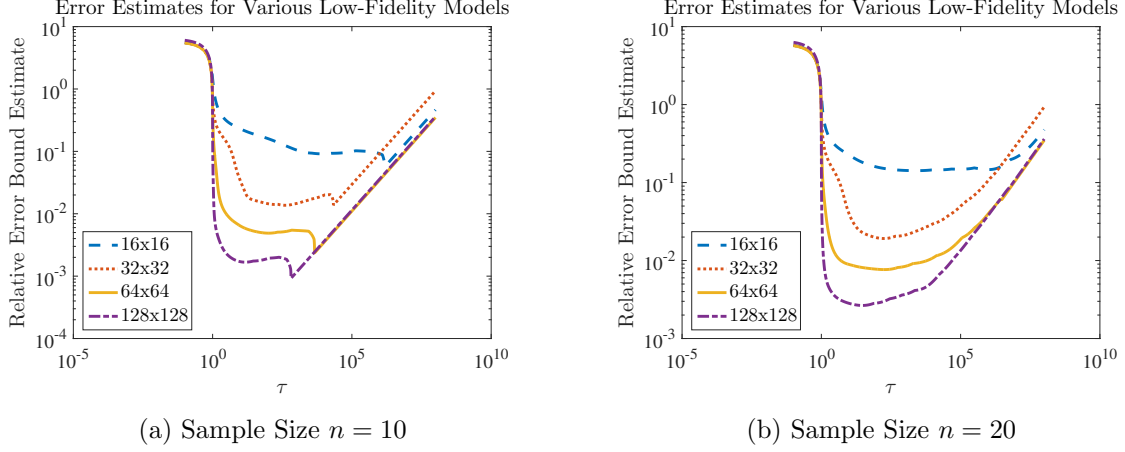 Error Estimates for Various Low-Fidelity Models
Relative Error Bound Estimate
10^1
10^0
10^-1
10^-2
10^-3
10^-4
16x16
32x32
64x64
128x128
10^-5
10^0
10^5
10^10
τ
(a) Sample Size n = 10
Error Estimates for Various Low-Fidelity Models
Relative Error Bound Estimate
10^1
10^0
10^-1
10^-2
10^-3
16x16
32x32
64x64
128x128
10^-5
10^0
10^5
10^10
τ
(b) Sample Size n = 20